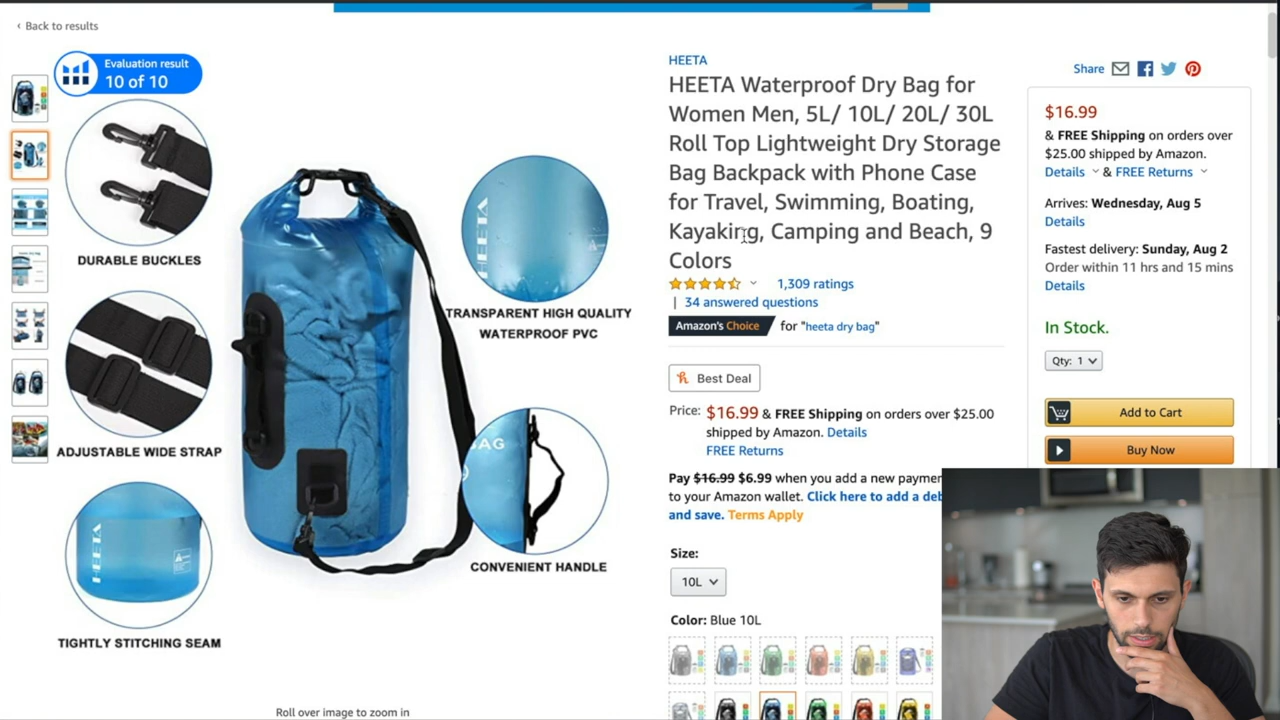 ‹ Back to results
Evaluation result
10 of 10
DURABLE BUCKLES
ADJUSTABLE WIDE STRAP
TIGHTLY STITCHING SEAM
HEETA
TRANSPARENT HIGH QUALITY
WATERPROOF PVC
BAG
CONVENIENT HANDLE
HEETA
Roll over image to zoom in
HEETA
HEETA Waterproof Dry Bag for
Women Men, 5L/ 10L/ 20L/ 30L
Roll Top Lightweight Dry Storage
Bag Backpack with Phone Case
for Travel, Swimming, Boating,
Kayaking, Camping and Beach, 9
Colors
1,309 ratings
| 34 answered questions
Amazon's Choice for "heeta dry bag"
Best Deal
Price: $16.99 & FREE Shipping on orders over $25.00
shipped by Amazon. Details
FREE Returns
Pay $16.99 $6.99 when you add a new paymen
to your Amazon wallet. Click here to add a deb
and save. Terms Apply
Size:
10L
Color: Blue 10L
Share
$16.99
& FREE Shipping on orders over
$25.00 shipped by Amazon.
Details & FREE Returns
Arrives: Wednesday, Aug 5
Details
Fastest delivery: Sunday, Aug 2
Order within 11 hrs and 15 mins
Details
In Stock.
Qty: 1
Add to Cart
Buy Now